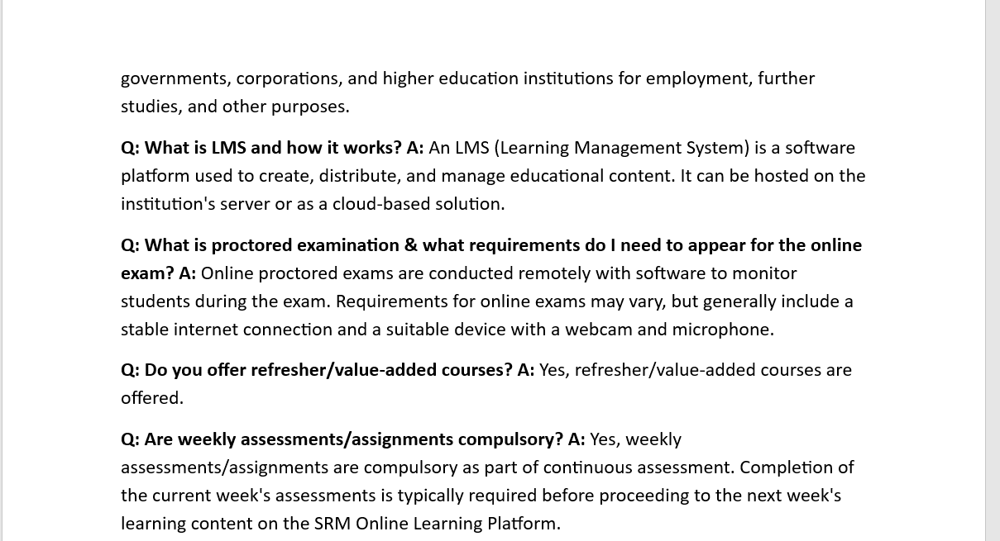 governments, corporations, and higher education institutions for employment, further
studies, and other purposes.
Q: What is LMS and how it works? A: An LMS (Learning Management System) is a software
platform used to create, distribute, and manage educational content. It can be hosted on the
institution's server or as a cloud-based solution.
Q: What is proctored examination & what requirements do I need to appear for the online
exam? A: Online proctored exams are conducted remotely with software to monitor
students during the exam. Requirements for online exams may vary, but generally include a
stable internet connection and a suitable device with a webcam and microphone.
Q: Do you offer refresher/value-added courses? A: Yes, refresher/value-added courses are
offered.
Q: Are weekly assessments/assignments compulsory? A: Yes, weekly
assessments/assignments are compulsory as part of continuous assessment. Completion of
the current week's assessments is typically required before proceeding to the next week's
learning content on the SRM Online Learning Platform.